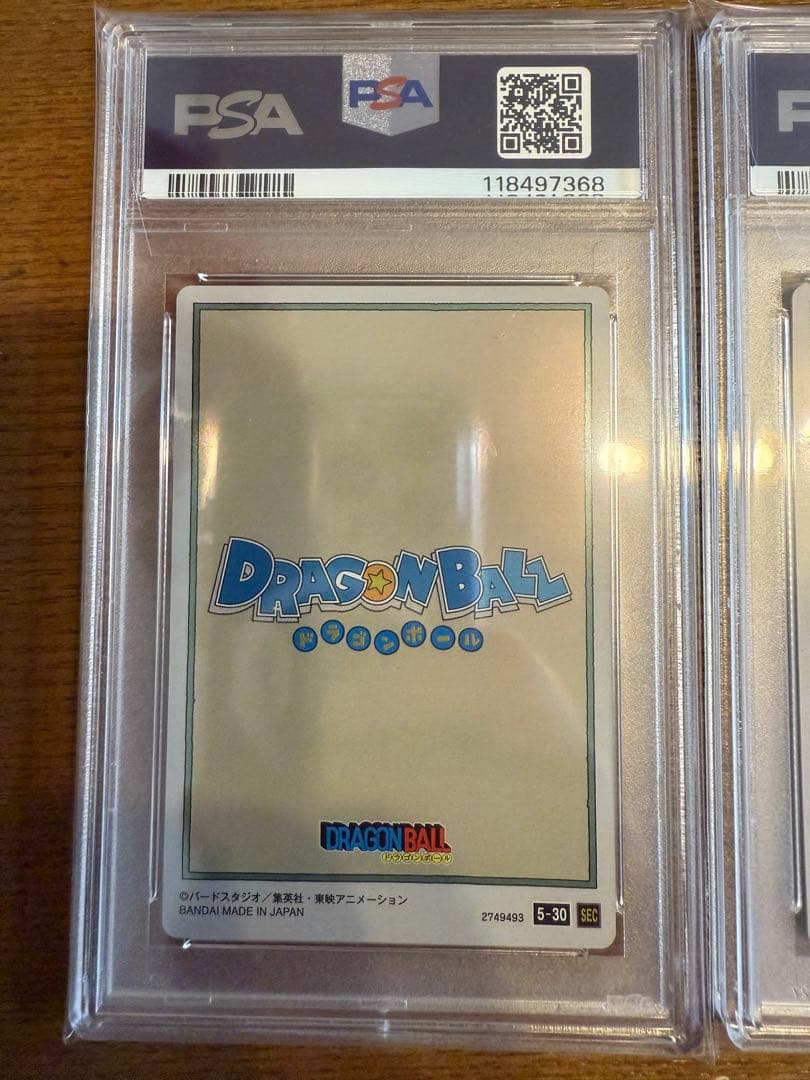 PSA
PSA
118497368
DRAGON BALL
ドラゴンボール
DRAGON BALL
ドラゴンボール
©バードスタジオ／集英社・東映アニメーション
BANDAI MADE IN JAPAN
2749493 5-30 SEC
P